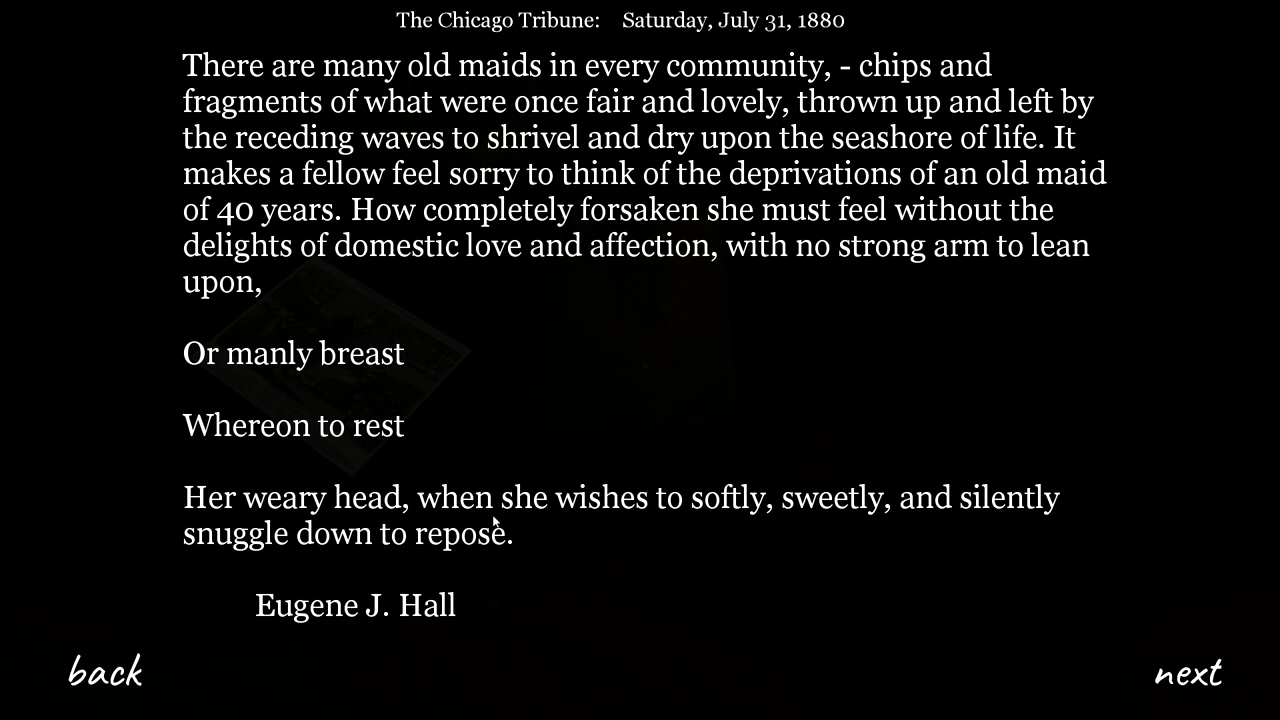 The Chicago Tribune: Saturday, July 31, 1880
There are many old maids in every community, - chips and
fragments of what were once fair and lovely, thrown up and left by
the receding waves to shrivel and dry upon the seashore of life. It
makes a fellow feel sorry to think of the deprivations of an old maid
of 40 years. How completely forsaken she must feel without the
delights of domestic love and affection, with no strong arm to lean
upon,
Or manly breast
Whereon to rest
Her weary head, when she wishes to softly, sweetly, and silently
snuggle down to repose.
Eugene J. Hall
back
next